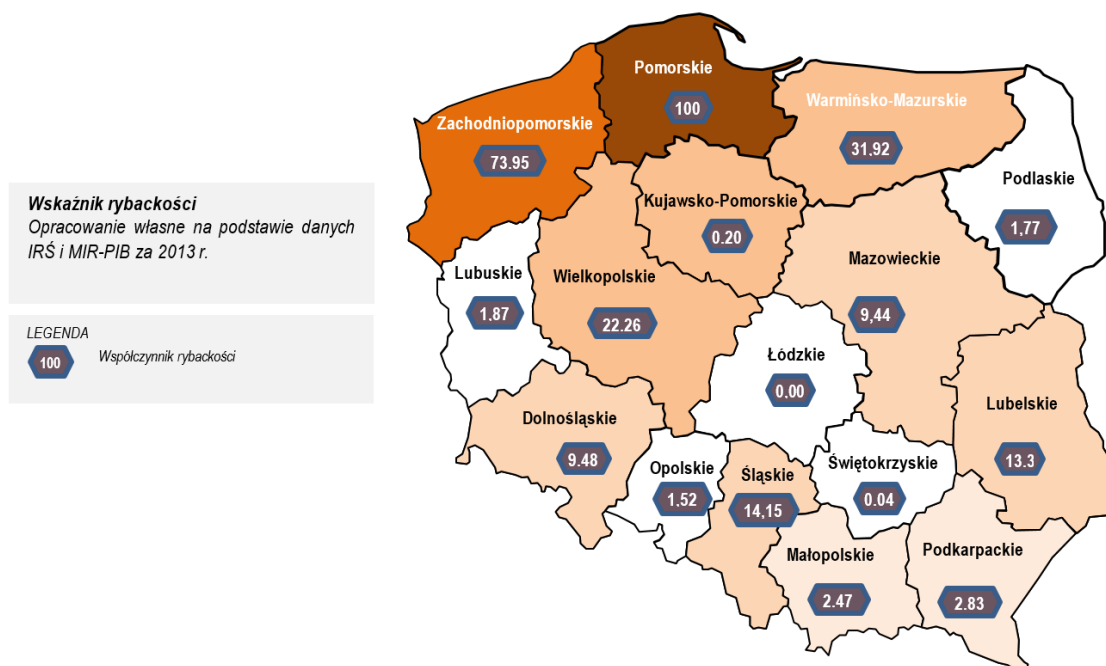 Wskaźnik rybackości
Opracowanie własne na podstawie danych
IRŚ i MIR-PIB za 2013 r.
LEGENDA
100
Współczynnik rybackości
Pomorskie
100
Zachodniopomorskie
73.95
Warmińsko-Mazurskie
31,92
Podlaskie
1,77
Kujawsko-Pomorskie
0.20
Lubuskie
1.87
Wielkopolskie
22.26
Mazowieckie
9,44
Łódzkie
0,00
Lubelskie
13.3
Dolnośląskie
9.48
Opolskie
1.52
Śląskie
14,15
Świętokrzyskie
0.04
Małopolskie
2.47
Podkarpackie
2.83